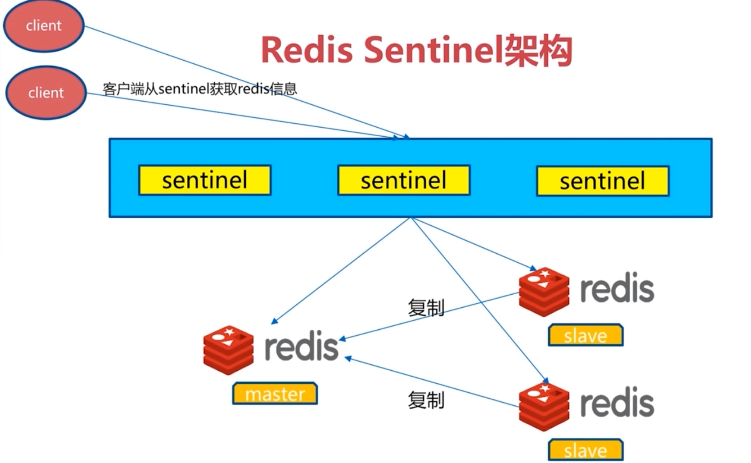 client
Redis Sentinel架构
client
客户端从sentinel获取redis信息
sentinel
sentinel
sentinel
redis
复制
slave
redis
master
复制
redis
slave